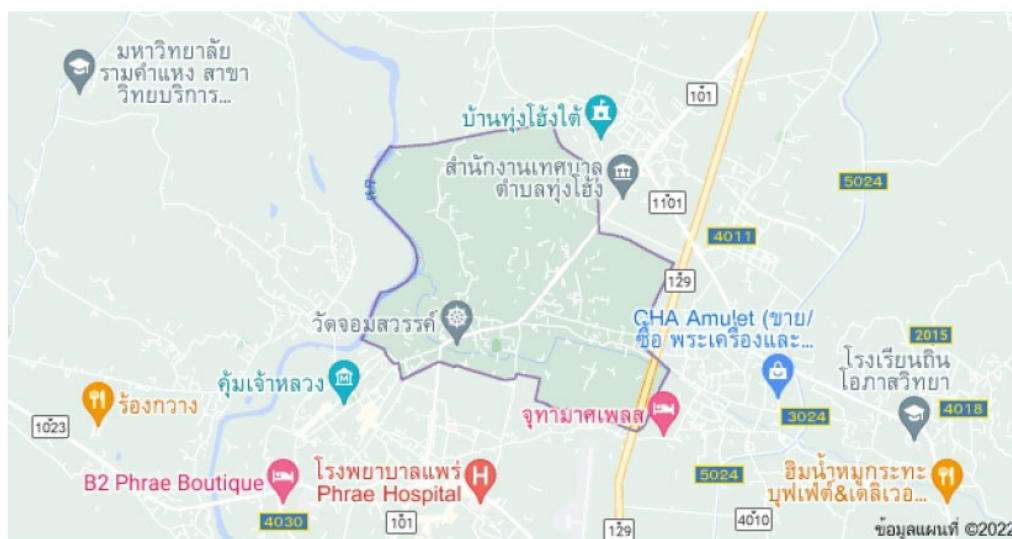 มหาวิทยาลัย
รามคำแหง สาขา
วิทยบริการ...
101
บ้านทุ่งโฮ้งใต้
สำนักงานเทศบาล
ตำบลทุ่งโฮ้ง
5024
1101
4011
129
วัดจอมสวรรค์
CHA Amulet (ขาย/
ซื้อ พระเครื่องและ...
2015
โรงเรียนถิ่น
โอภาสวิทยา
คุ้มเจ้าหลวง
ร้องกวาง
1023
จุฑามาศเพลส
3024
4018
B2 Phrae Boutique
โรงพยาบาลแพร่
Phrae Hospital
5024
ฮิมน้ำหมูกระทะ
บุฟเฟ่ต์&เดลิเวอ...
4030
101
129
4010
ข้อมูลแผนที่ ©2022